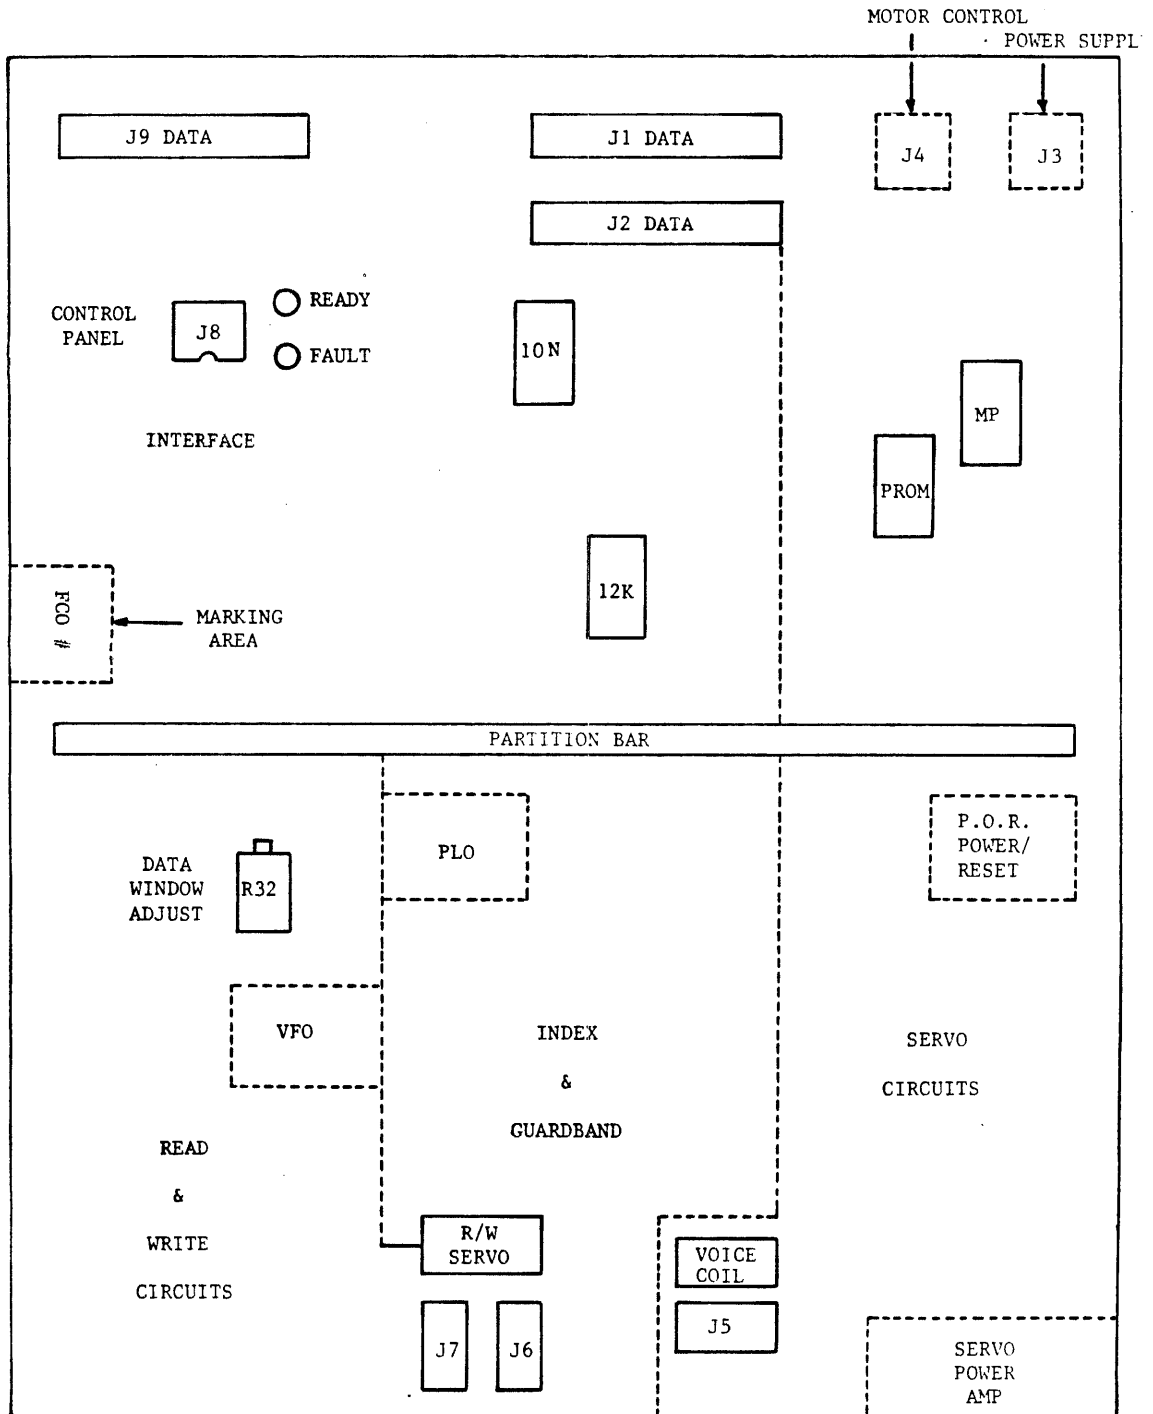 MOTOR CONTROL
POWER SUPPL
J9 DATA
J1 DATA
J4
J3
J2 DATA
CONTROL
PANEL
J8
READY
FAULT
10N
INTERFACE
MP
PROM
12K
FCO #
MARKING
AREA
PARTITION BAR
DATA
WINDOW
ADJUST
R32
PLO
P.O.R.
POWER/
RESET
VFO
INDEX
&
GUARDBAND
SERVO
CIRCUITS
READ
&
WRITE
CIRCUITS
R/W
SERVO
VOICE
COIL
J7
J6
J5
SERVO
POWER
AMP